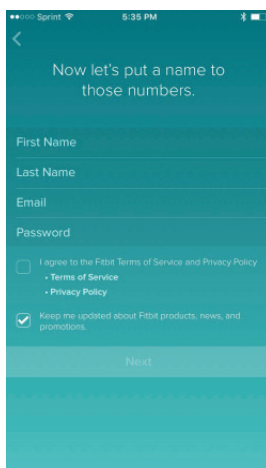 Sprint 5:35 PM
Now let's put a name to
those numbers.
First Name
Last Name
Email
Password
I agree to the Fitbit Terms of Service and Privacy Policy
• Terms of Service
• Privacy Policy
Keep me updated about Fitbit products, news, and
promotions.
Next